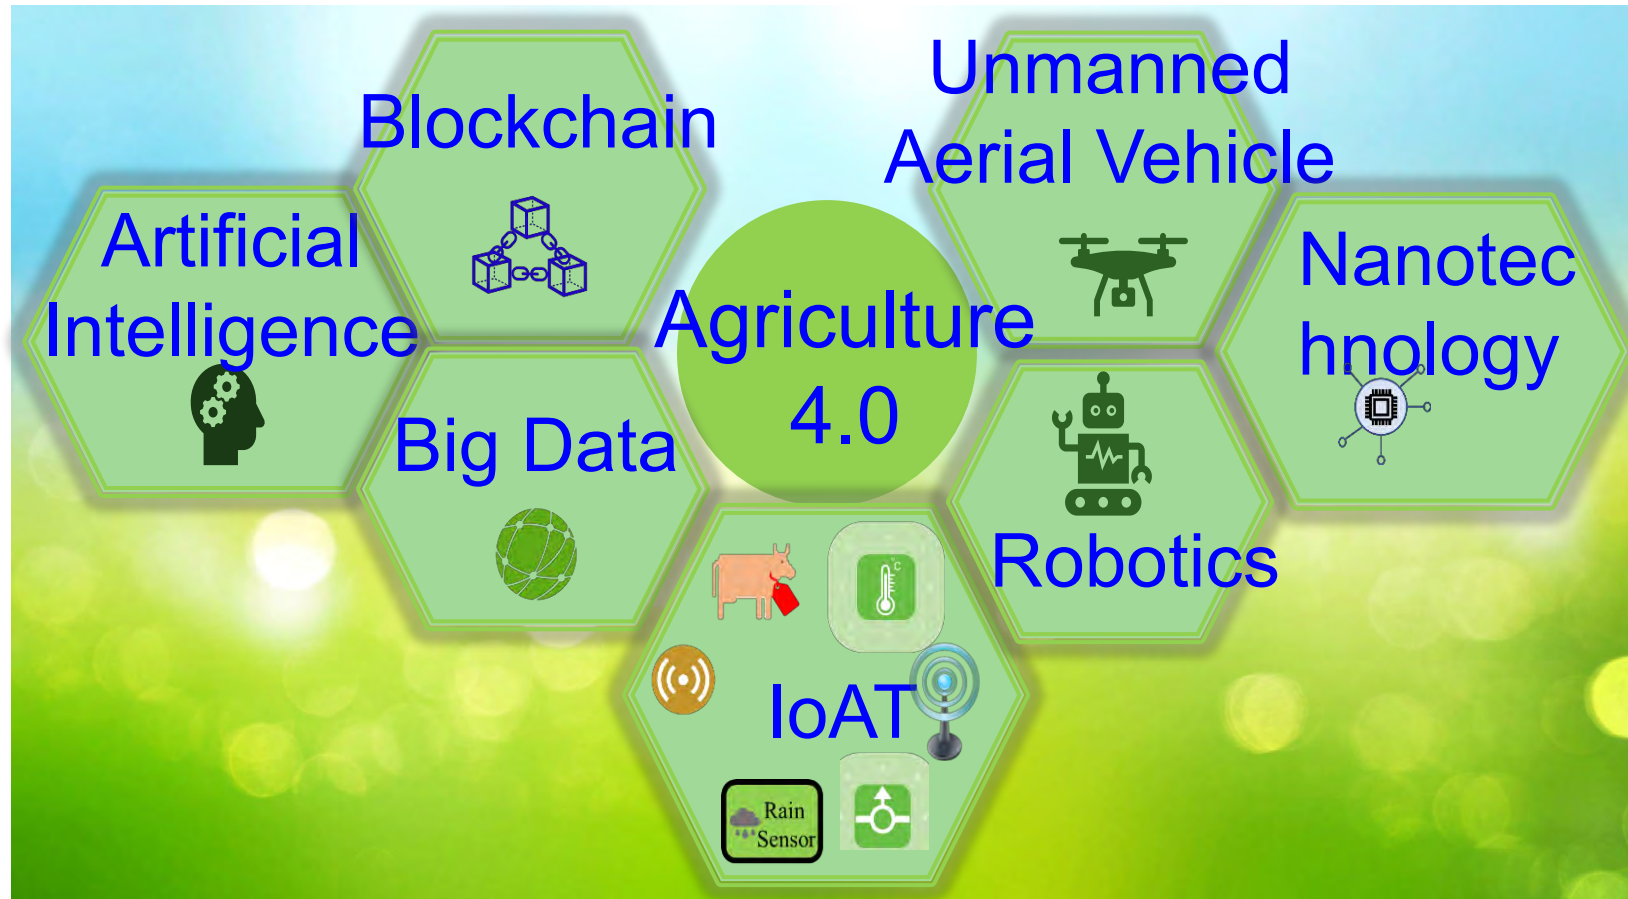 Blockchain
Unmanned
Aerial Vehicle
Artificial
Intelligence
Nanotec
hnology
Agriculture
4.0
Big Data
Robotics
°C
IoAT
Rain
Sensor